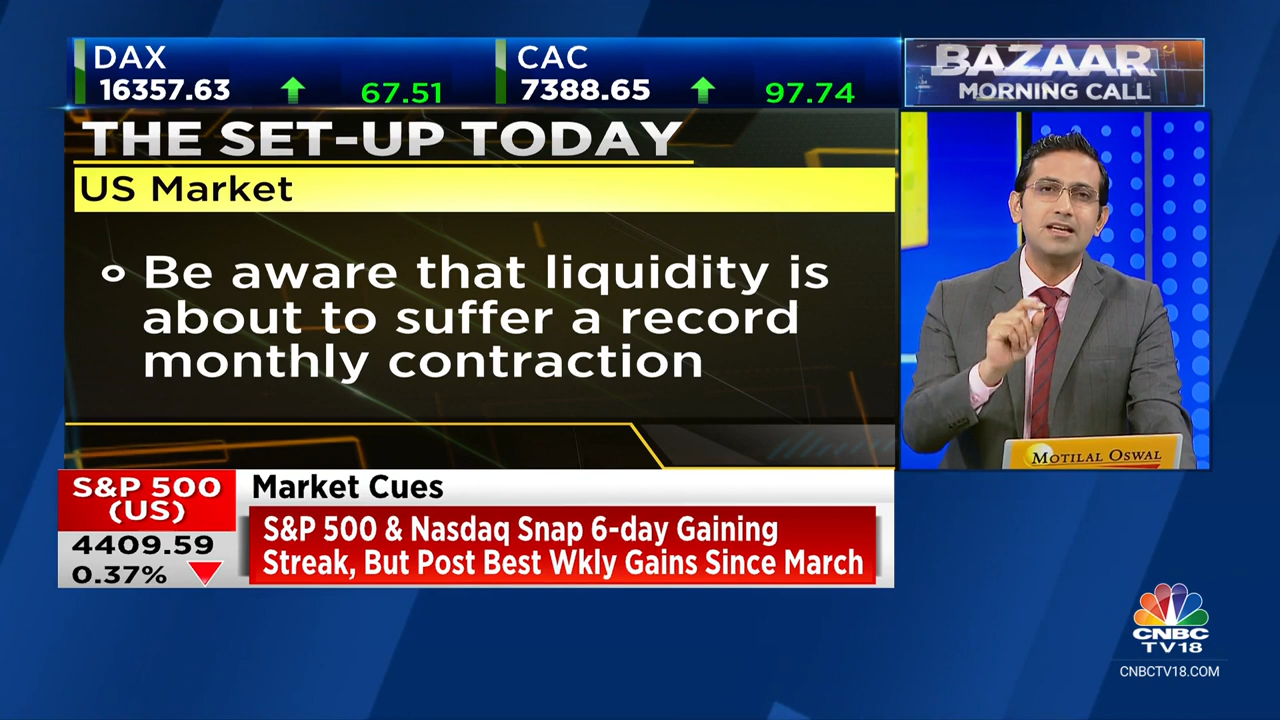 DAX
16357.63 67.51
CAC
7388.65 97.74
BAZAAR
MORNING CALL
THE SET-UP TODAY
US Market
Be aware that liquidity is
about to suffer a record
monthly contraction
MOTILAL OSWAL
S&P 500
(US)
4409.59
0.37%
Market Cues
S&P 500 & Nasdaq Snap 6-day Gaining
Streak, But Post Best Wkly Gains Since March
CNBC
TV18
CNBCTV18.COM